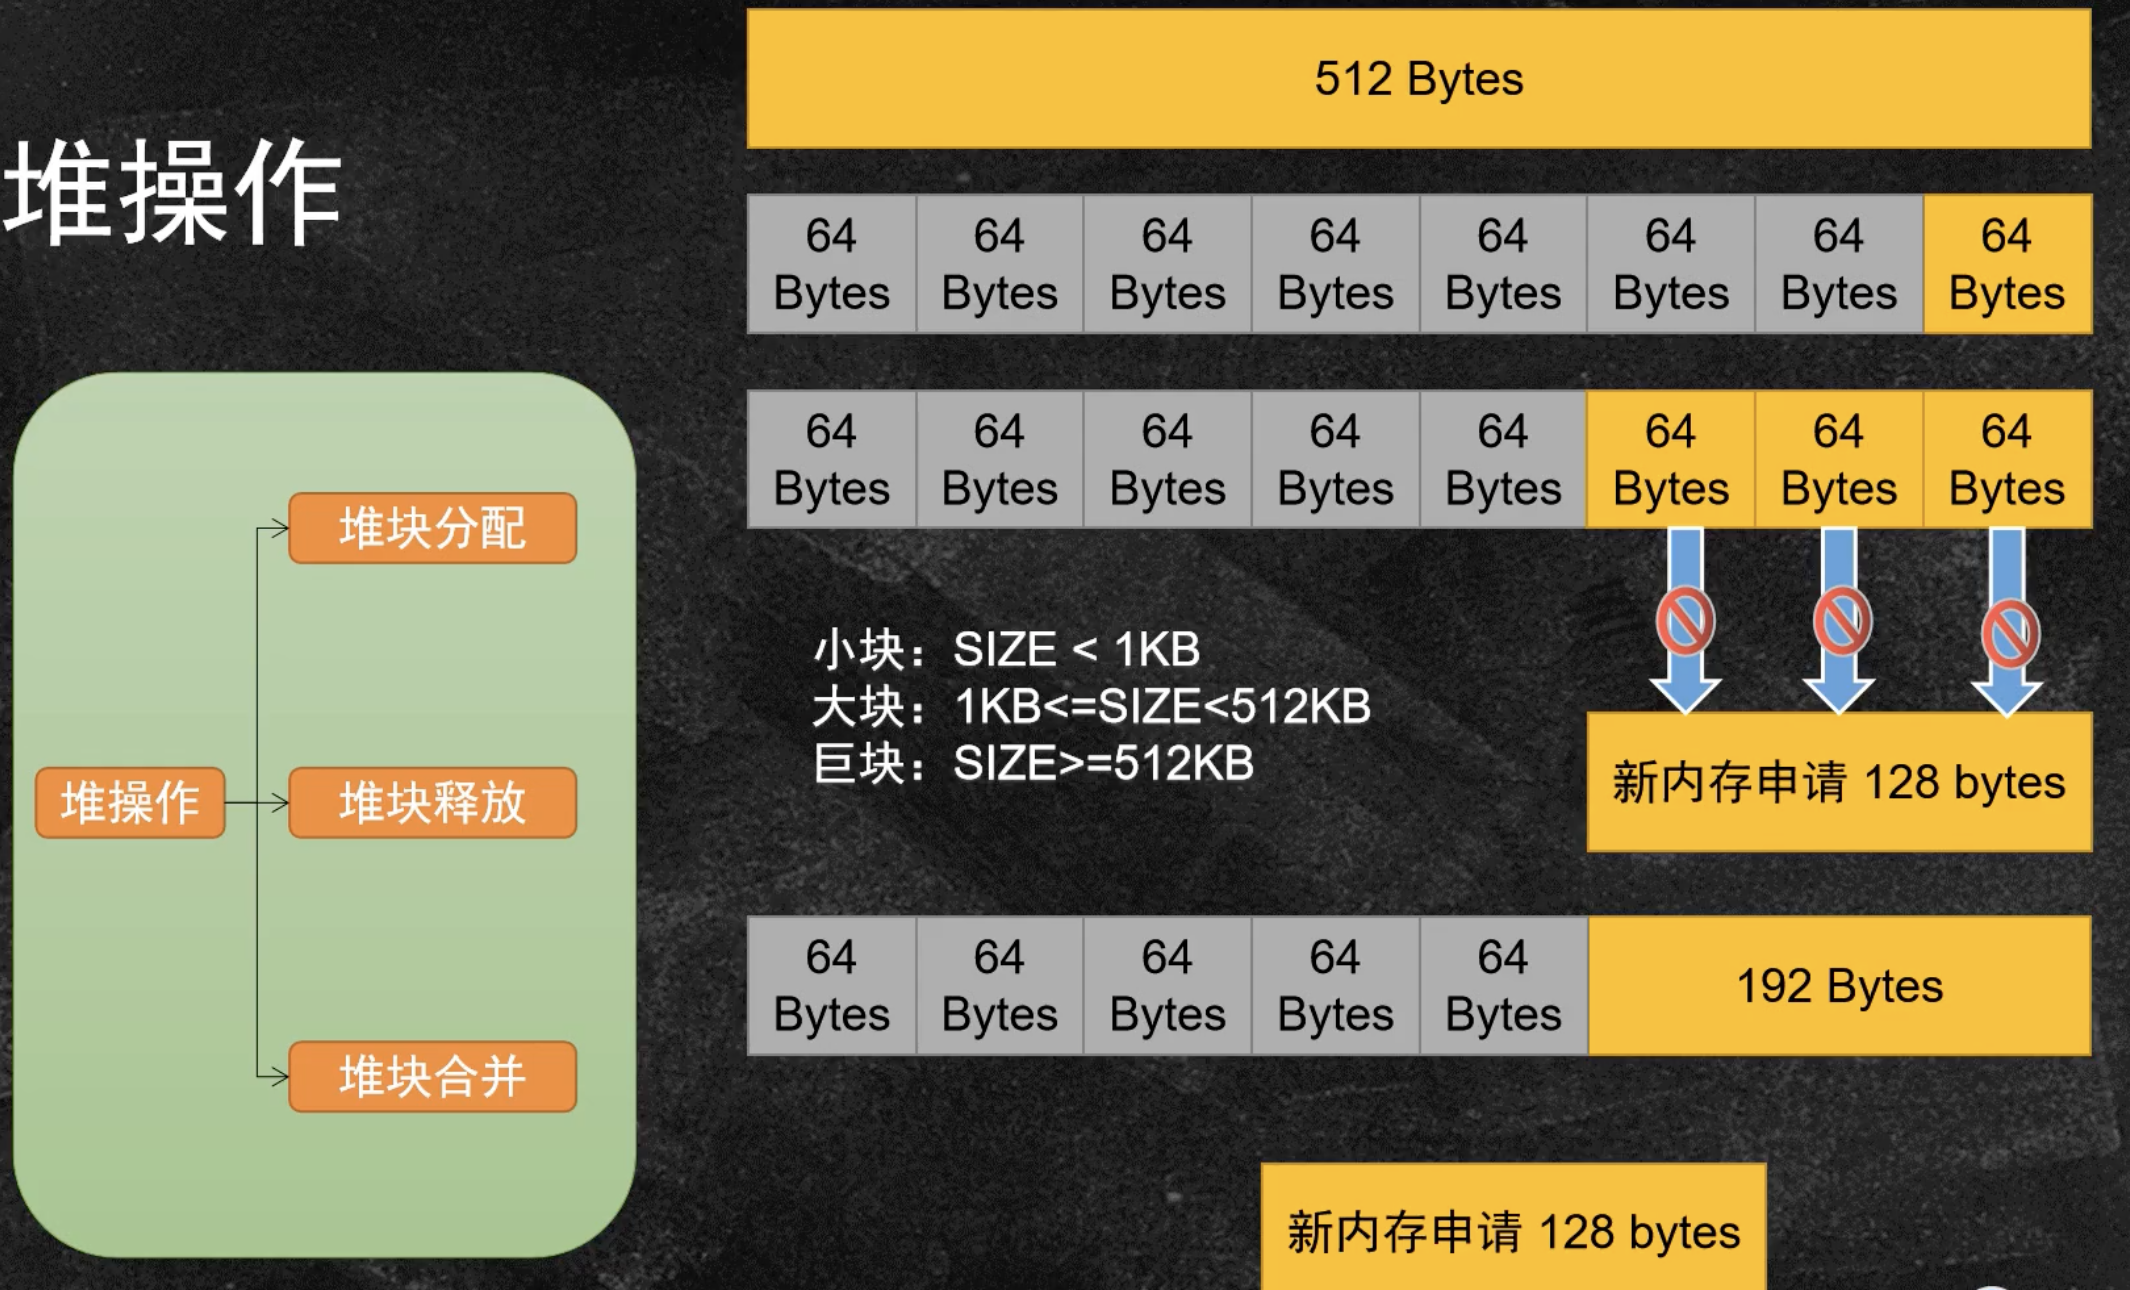 堆操作
堆操作
堆块分配
堆块释放
堆块合并
512 Bytes
64 64 64 64 64 64 64 64
Bytes Bytes Bytes Bytes Bytes Bytes Bytes Bytes
64 64 64 64 64 64 64 64
Bytes Bytes Bytes Bytes Bytes Bytes Bytes Bytes
小块：SIZE < 1KB
大块：1KB<=SIZE<512KB
巨块：SIZE>=512KB
新内存申请 128 bytes
64 64 64 64 64
Bytes Bytes Bytes Bytes Bytes
192 Bytes
新内存申请 128 bytes